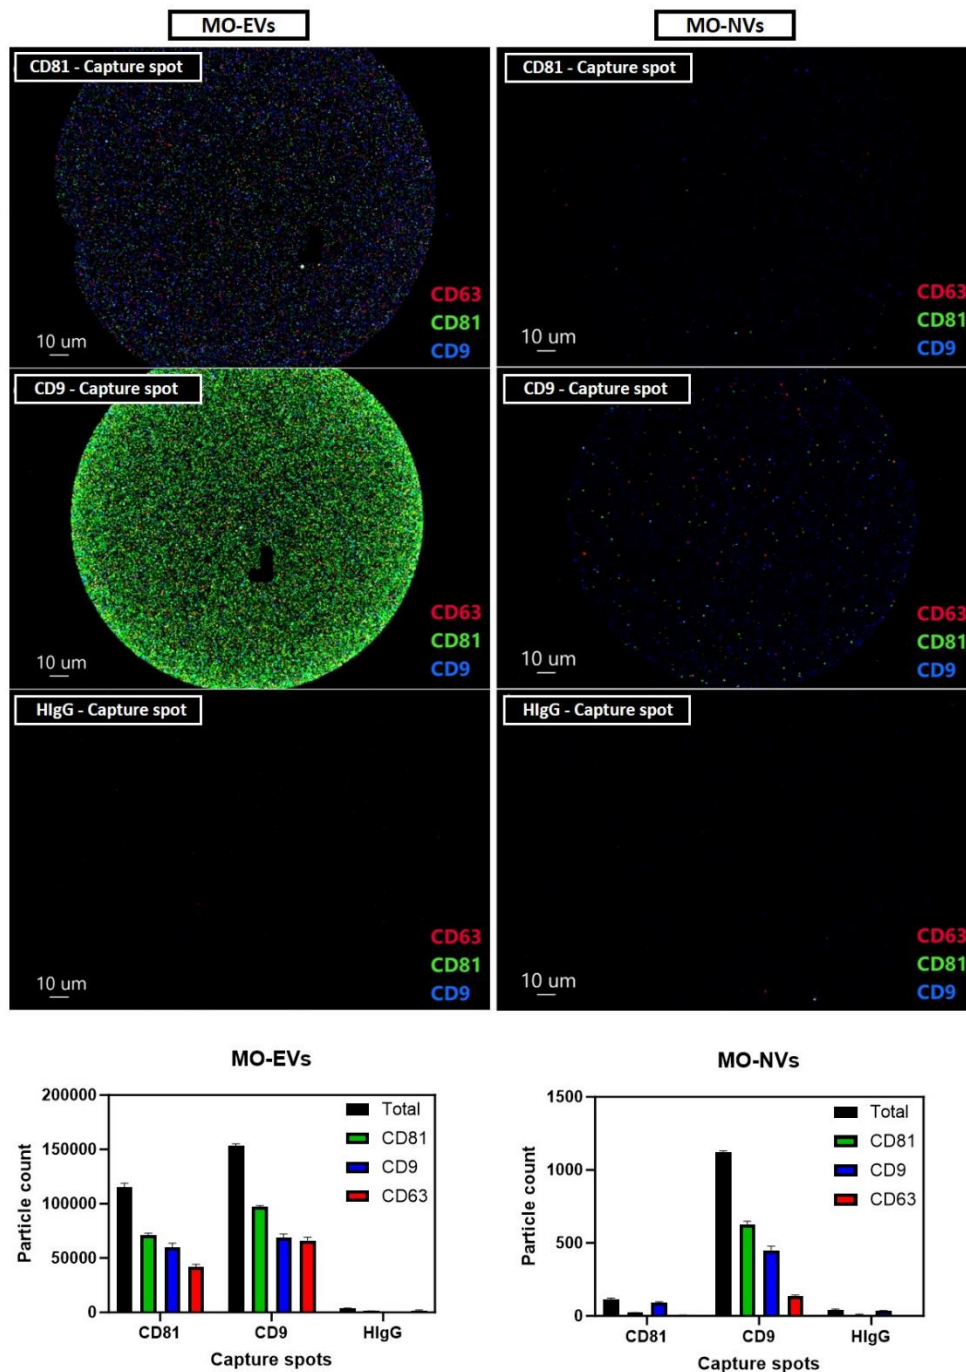 MO-EVs
MO-NVs
CD81 - Capture spot
CD63
CD81
CD9
10 um
CD81 - Capture spot
CD63
CD81
CD9
10 um
CD9 - Capture spot
CD63
CD81
CD9
10 um
CD9 - Capture spot
CD63
CD81
CD9
10 um
HIgG - Capture spot
CD63
CD81
CD9
10 um
HIgG - Capture spot
CD63
CD81
CD9
10 um
MO-EVs
Particle count
200000
150000
100000
50000
0
Total
CD81
CD9
CD63
CD81 CD9 HIgG
Capture spots
MO-NVs
Particle count
1500
1000
500
0
Total
CD81
CD9
CD63
CD81 CD9 HIgG
Capture spots